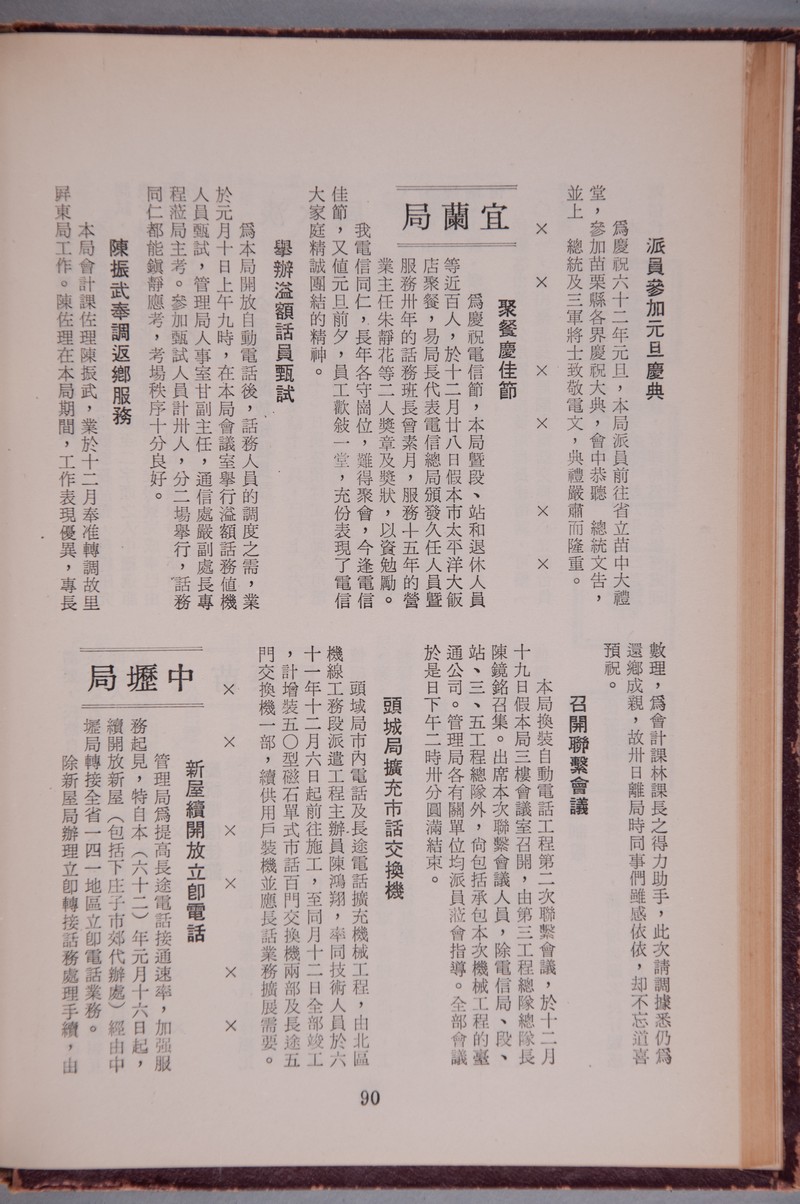 派員參加元旦慶典
爲慶祝六十二年元旦，本局派員前往省立苗中大禮
堂，參加苗栗縣各界慶祝大典，會中恭聽　總統文告，
並上　總統及三軍將士致敬電文，典禮嚴肅而隆重。
×　×　×　×　×　×
宜蘭局
聚餐慶佳節
爲慶祝電信節，本局暨段、站和退休人員
等近百人，於十二月廿八日假本市太平洋大飯
店聚餐，易局長代表電信總局頒發久任人員暨
服務卅年的話務班長曾素月，服務十五年的營
業主任朱靜花等二人獎章及獎狀，以資勉勵。
我電信同仁，長年各守崗位，難得聚會，今逢電信
佳節，又値元旦前夕，員工歡敍一堂，充份表現了電信
大家庭精誠團結的精神。
舉辦溢額話員甄試
爲本局開放自動電話後，話務人員的調度之需，業
於元月十日上午九時，在本局會議室舉行溢額話務値機
人員甄試，管理局人事室甘副主任，通信處嚴副處長專
程蒞局主考。參加甄試人員計卅人，分二場舉行，話務
同仁都能鎭靜應考，考場秩序十分良好。
陳振武奉調返鄕服務
本局會計課佐理陳振武，業於十二月奉准轉調故里
屛東局工作。陳佐理在本局期間，工作表現優異，專長
數理，爲會計課林課長之得力助手，此次請調據悉仍爲
還鄕成親，故卅日離局時同事們雖感依依，却不忘道喜
預祝。
召開聯繫會議
本局換裝自動電話工程第二次聯繫會議，於十二月
十九日假本局三樓會議室召開，由第三工程總隊總隊長
陳鏡銘召集。出席本次聯繫會議人員，除電信局、段、
站、三、五工程總隊外，尙包括承包本次機械工程的臺
通公司。管理局各有關單位均派員蒞會指導。全部會議
於是日下午二時卅分圓滿結束。
頭城局擴充市話交換機
頭城局市內電話及長途電話擴充機械工程，由北區
機線工務段派遣工程主辦員陳鴻翔，率同技術人員於六
十一年十二月六日起前往施工，至同月十二日全部竣工
，計增裝五〇型磁石單式市話百門交換機兩部及長途五
門交換機一部，續供用戶裝機並應長話業務擴展需要。
×　×　×　×　×　×
中壢局
新屋續開放立卽電話
管理局爲提高長途電話接通速率，加强服
務起見，特自本（六十二）年元月十六日起，
續開放新屋（包括下庄子市郊代辦處）經由中
壢局轉接全省一四一地區立卽電話業務。
除新屋局辦理立卽轉接話務處理手續，由
90